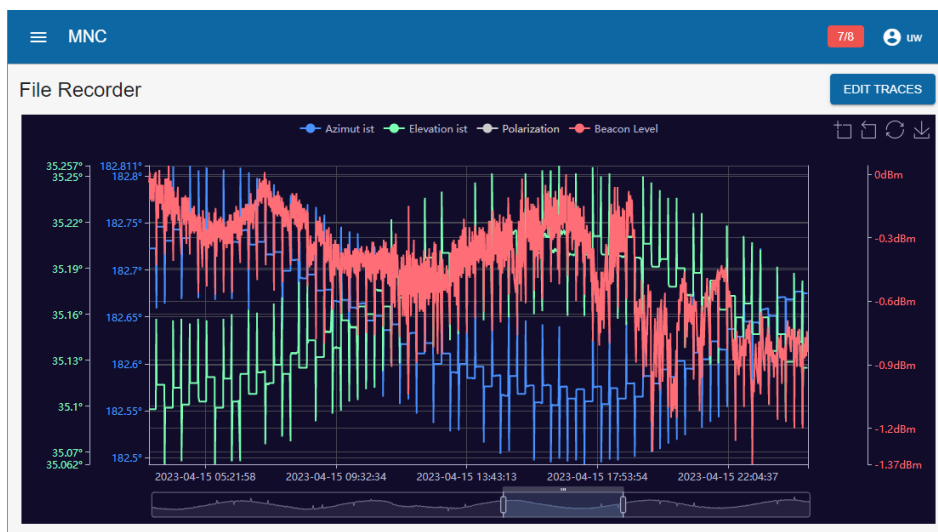 MNC 7/8 uw
File Recorder EDIT TRACES
Azimut ist Elevation ist Polarization Beacon Level
35.257° 182.811° 0dBm
35.25° 182.8°
35.22° 182.75°
-0.3dBm
35.19° 182.7°
-0.6dBm
35.16° 182.65°
35.13° 182.6° -0.9dBm
35.1° 182.55°
-1.2dBm
35.07° 182.5°
35.062° -1.37dBm
2023-04-15 05:21:58 2023-04-15 09:32:34 2023-04-15 13:43:13 2023-04-15 17:53:54 2023-04-15 22:04:37